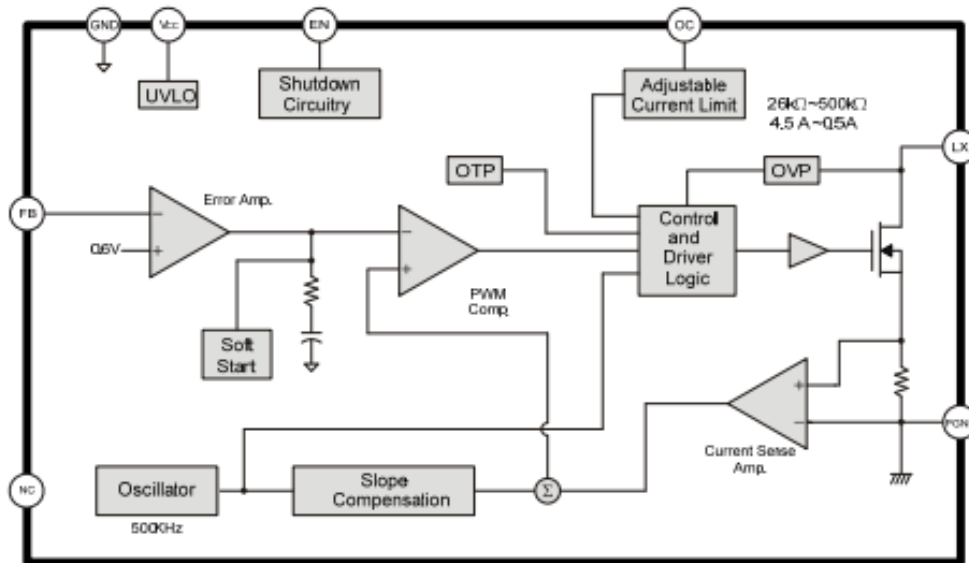 GND
Vcc
EN
OC
UVLO
Shutdown
Circuitry
Adjustable
Current Limit
26kΩ~500kΩ
4.5 A~0.5A
LX
OTP
OVP
FB
Error Amp.
0.6V
Control
and
Driver
Logic
PWM
Comp.
Soft
Start
Current Sense
Amp.
PGND
NC
Oscillator
Slope
Compensation
Σ
500KHz